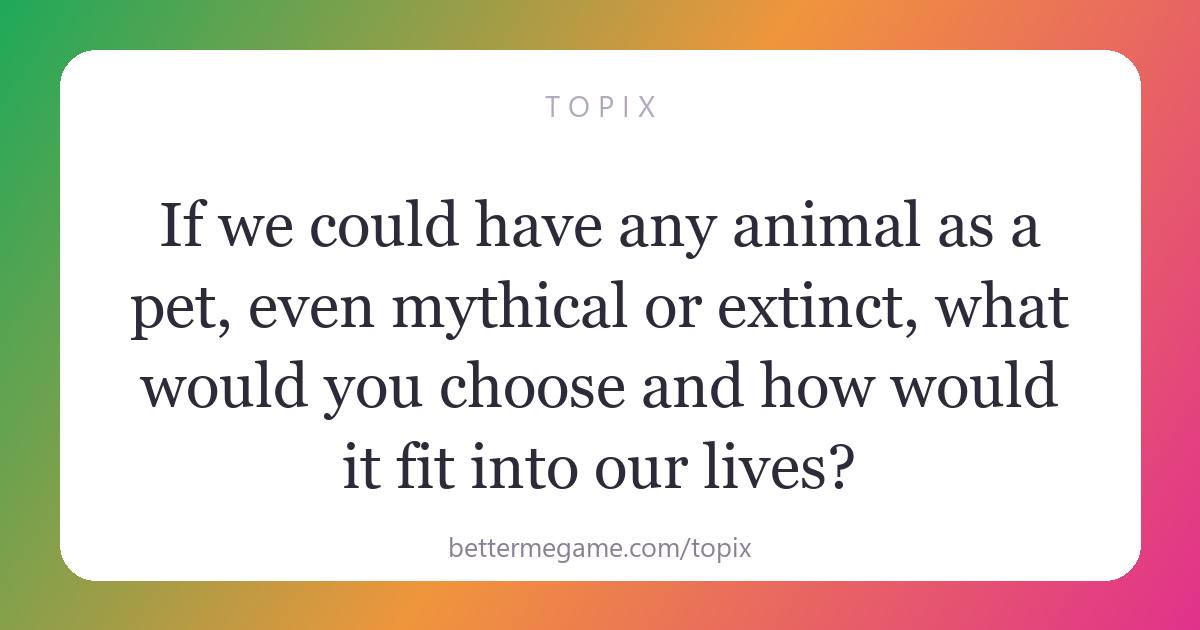 TOPIX
If we could have any animal as a
pet, even mythical or extinct, what
would you choose and how would
it fit into our lives?
bettermegame.com/topix